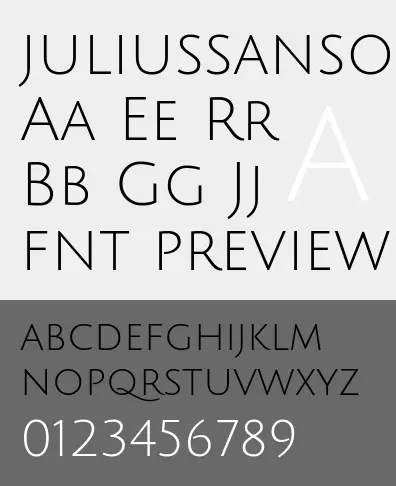 JULIUSSANSO
Aa Ee Rr
A
Bb Gg Jj
FNT PREVIEW
ABCDEFGHIJKLM
NOPQRSTUVWXYZ
0123456789